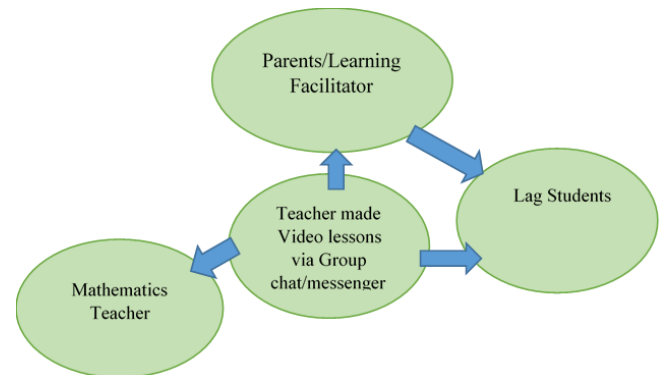 Parents/Learning
Facilitator
Lag Students
Teacher made
Video lessons
via Group
chat/messenger
Mathematics
Teacher